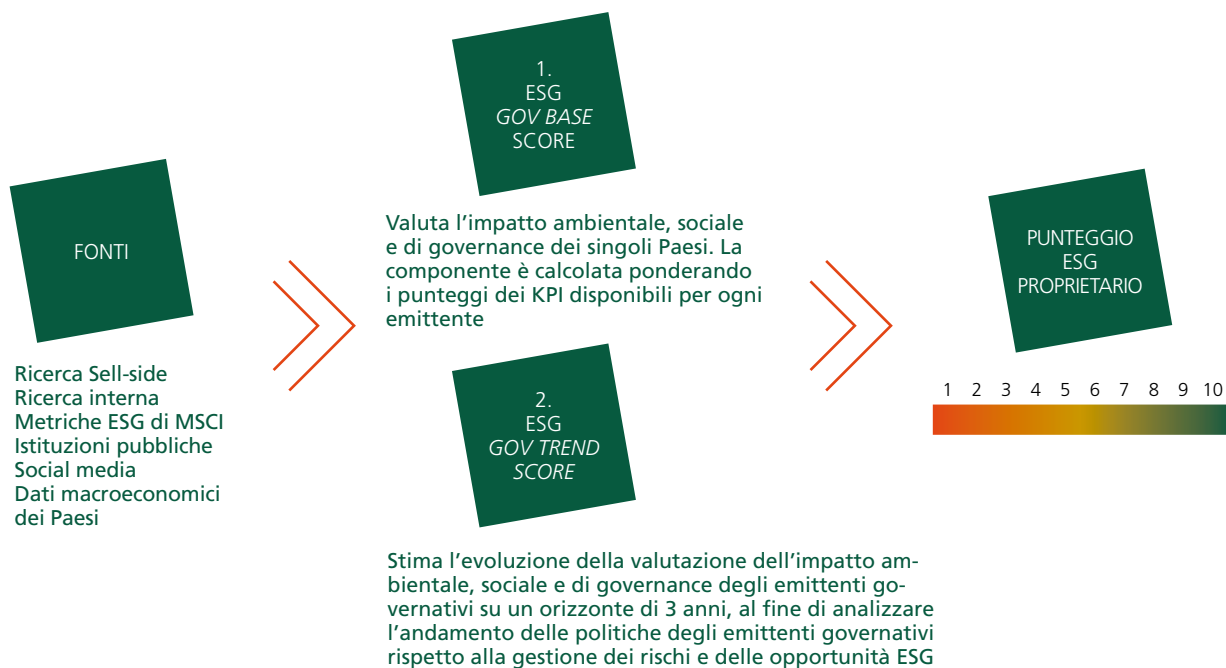 FONTI
Ricerca Sell-side
Ricerca interna
Metriche ESG di MSCI
Istituzioni pubbliche
Social media
Dati macroeconomici
dei Paesi
1.
ESG
GOV BASE
SCORE
Valuta l'impatto ambientale, sociale
e di governance dei singoli Paesi. La
componente è calcolata ponderando
i punteggi dei KPI disponibili per ogni
emittente
2.
ESG
GOV TREND
SCORE
Stima l'evoluzione della valutazione dell'impatto am-
bientale, sociale e di governance degli emittenti go-
vernativi su un orizzonte di 3 anni, al fine di analizzare
l'andamento delle politiche degli emittenti governativi
rispetto alla gestione dei rischi e delle opportunità ESG
PUNTEGGIO
ESG
PROPRIETARIO
1 2 3 4 5 6 7 8 9 10